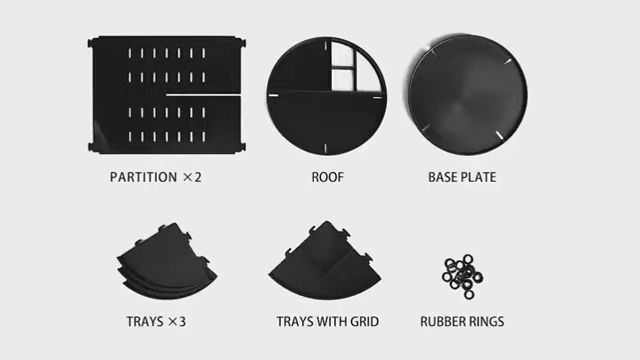 PARTITION ×2
ROOF
BASE PLATE
TRAYS ×3
TRAYS WITH GRID
RUBBER RINGS